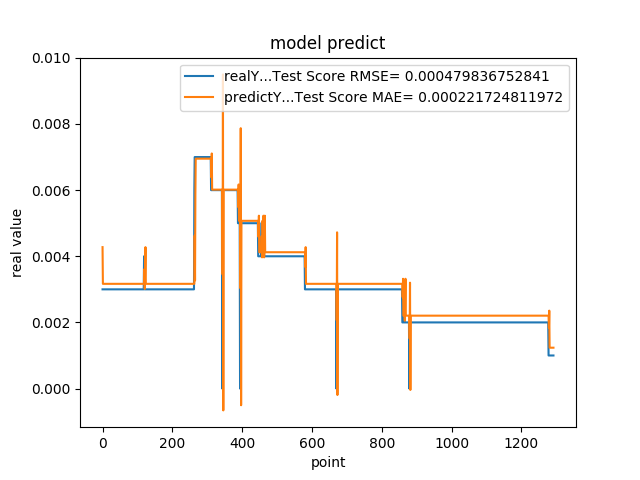 model predict
realY...Test Score RMSE= 0.000479836752841
predictY...Test Score MAE= 0.000221724811972
0.010
0.008
0.006
0.004
0.002
0.000
real value
0 200 400 600 800 1000 1200
point